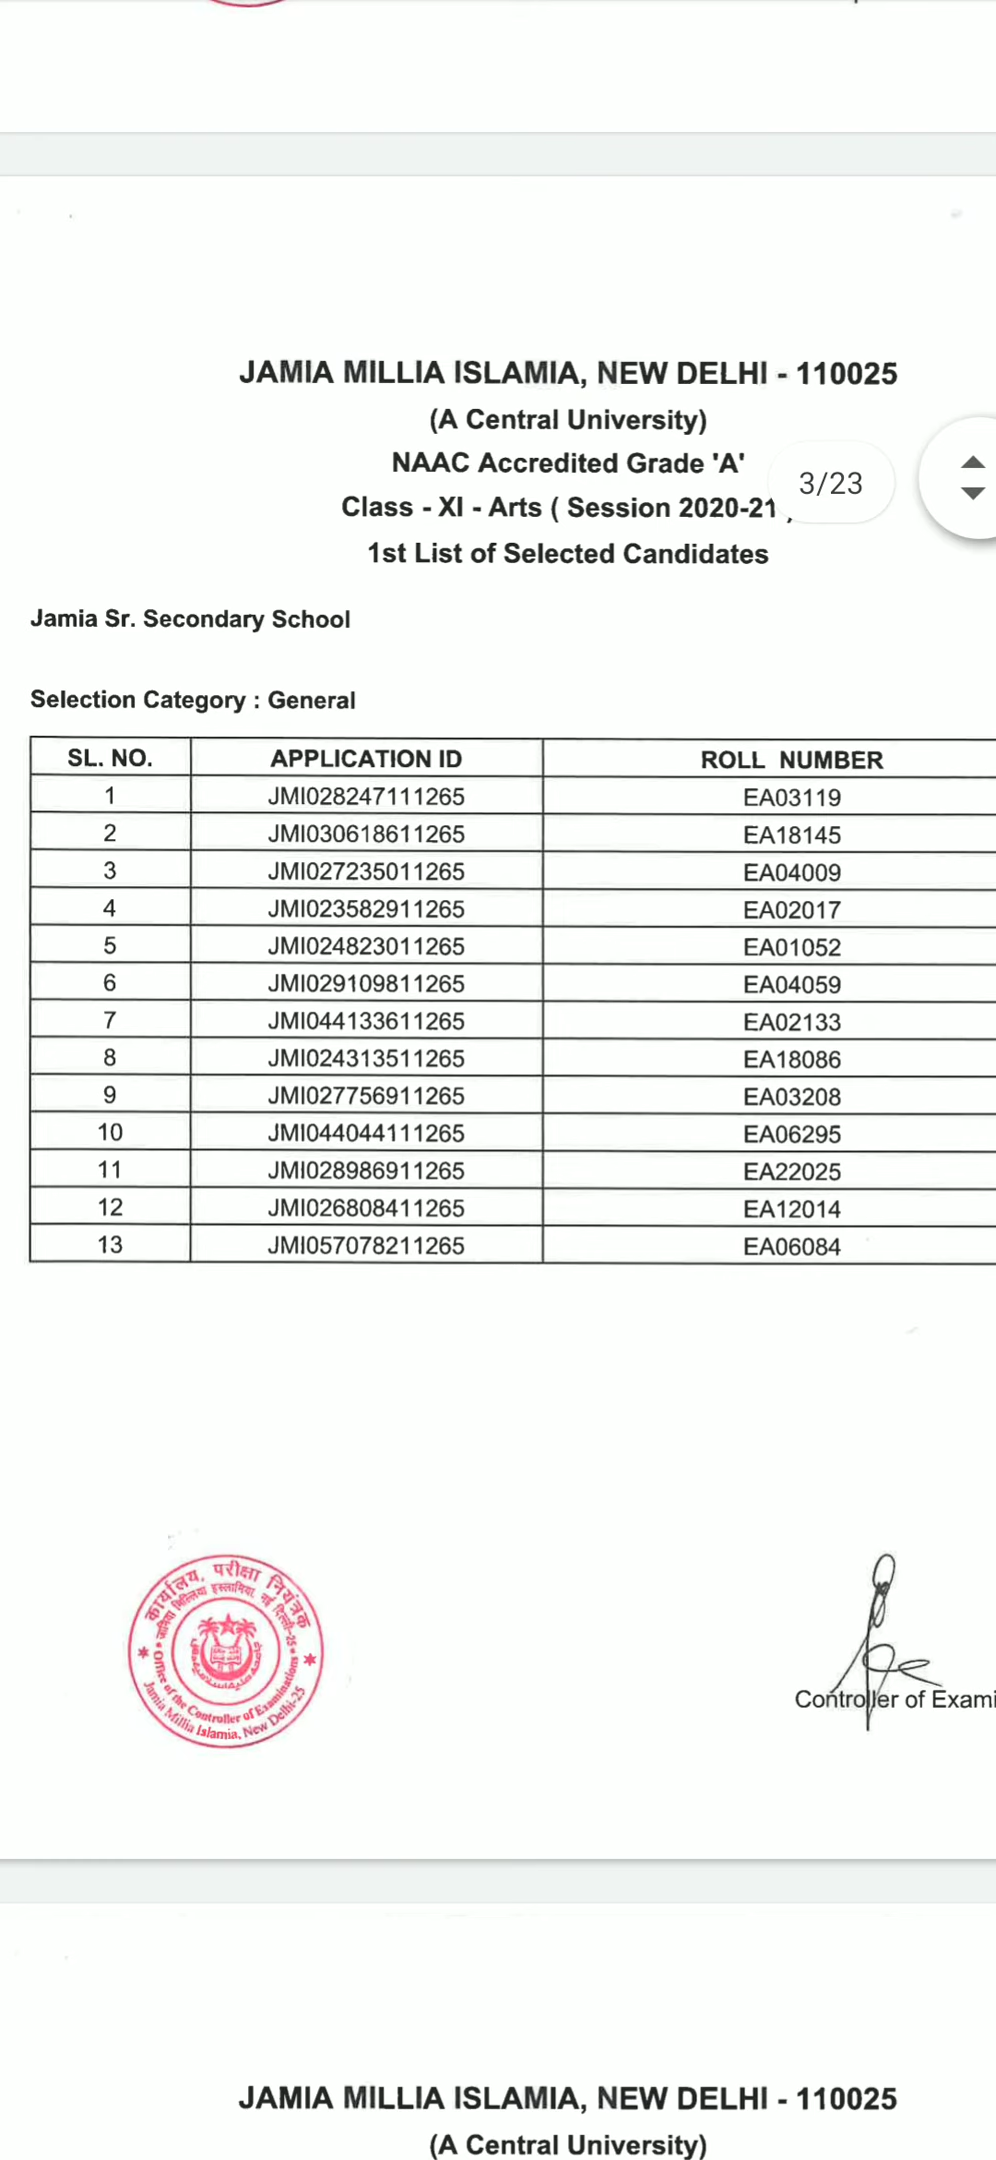 JAMIA MILLIA ISLAMIA, NEW DELHI - 110025
(A Central University)
NAAC Accredited Grade 'A'
3/23
Class - XI - Arts ( Session 2020-21
1st List of Selected Candidates
Jamia Sr. Secondary School
Selection Category : General
SL. NO. APPLICATION ID ROLL NUMBER
1 JMI028247111265 EA03119
2 JMI030618611265 EA18145
3 JMI027235011265 EA04009
4 JMI023582911265 EA02017
5 JMI024823011265 EA01052
6 JMI029109811265 EA04059
7 JMI044133611265 EA02133
8 JMI024313511265 EA18086
9 JMI027756911265 EA03208
10 JMI044044111265 EA06295
11 JMI028986911265 EA22025
12 JMI026808411265 EA12014
13 JMI057078211265 EA06084
कार्यालय, परीक्षा नियंत्रक
जामिया मिल्लिया इस्लामिया, नई दिल्ली-25
Office of the Controller of Examinations
Jamia Millia Islamia, New Delhi-25
Controller of Exami
JAMIA MILLIA ISLAMIA, NEW DELHI - 110025
(A Central University)